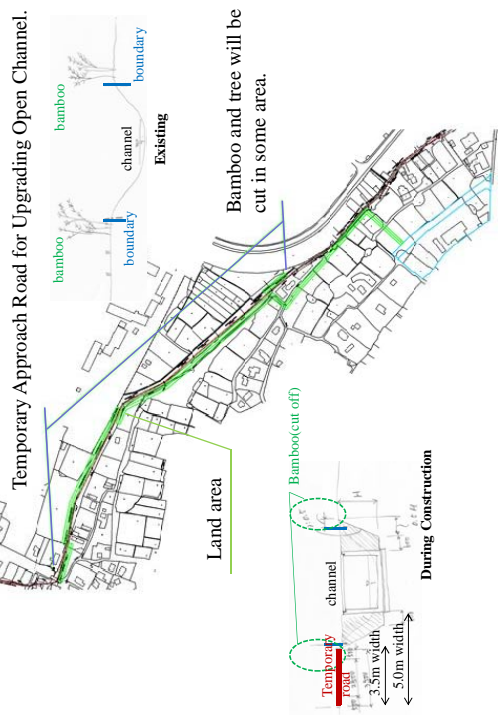 Temporary Approach Road for Upgrading Open Channel.
bamboo
bamboo
boundary
channel
boundary
Existing
Bamboo and tree will be
cut in some area.
Land area
Bamboo(cut off)
channel
Temporary
road
3.5m width
5.0m width
During Construction